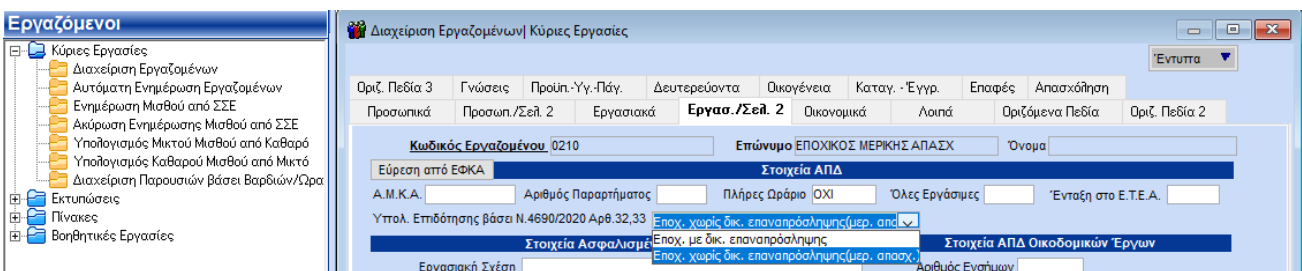 Εργαζόμενοι
Κύριες Εργασίες
Διαχείριση Εργαζομένων
Αυτόματη Ενημέρωση Εργαζομένων
Ενημέρωση Μισθού από ΣΣΕ
Ακύρωση Ενημέρωσης Μισθού από ΣΣΕ
Υπολογισμός Μικτού Μισθού από Καθαρό
Υπολογισμός Καθαρού Μισθού από Μικτό
Διαχείριση Παρουσιών βάσει Βαρδιών/Ωρα
Εκτυπώσεις
Πίνακες
Βοηθητικές Εργασίες
Διαχείριση Εργαζομένων| Κύριες Εργασίες
Έντυπα
Οριζ. Πεδία 3 Γνώσεις Προϋπ.-Υγ.-Πάγ. Δευτερεύοντα Οικογένεια Καταγ. - Έγγρ. Επαφές Απασχόληση
Προσωπικά Προσωπ./Σελ. 2 Εργασιακά Εργασ./Σελ. 2 Οικονομικά Λοιπά Οριζόμενα Πεδία Οριζ. Πεδία 2
Κωδικός Εργαζομένου 0210 Επώνυμο ΕΠΟΧΙΚΟΣ ΜΕΡΙΚΗΣ ΑΠΑΣΧ Όνομα
Εύρεση από ΕΦΚΑ Στοιχεία ΑΠΔ
Α.Μ.Κ.Α. Αριθμός Παραρτήματος Πλήρες Ωράριο ΟΧΙ Όλες Εργάσιμες Ένταξη στο Ε.Τ.Ε.Α.
Υπολ. Επιδότησης βάσει Ν.4690/2020 Αρθ.32,33 Εποχ. χωρίς δικ. επαναπρόσληψης(μερ. απα
Εποχ. με δικ. επαναπρόσληψης
Εποχ. χωρίς δικ. επαναπρόσληψης(μερ. απασχ.)
Στοιχεία Ασφαλισμέ Στοιχεία ΑΠΔ Οικοδομικών Έργων
Εργασιακή Σχέση Αριθμός Ενσήμων